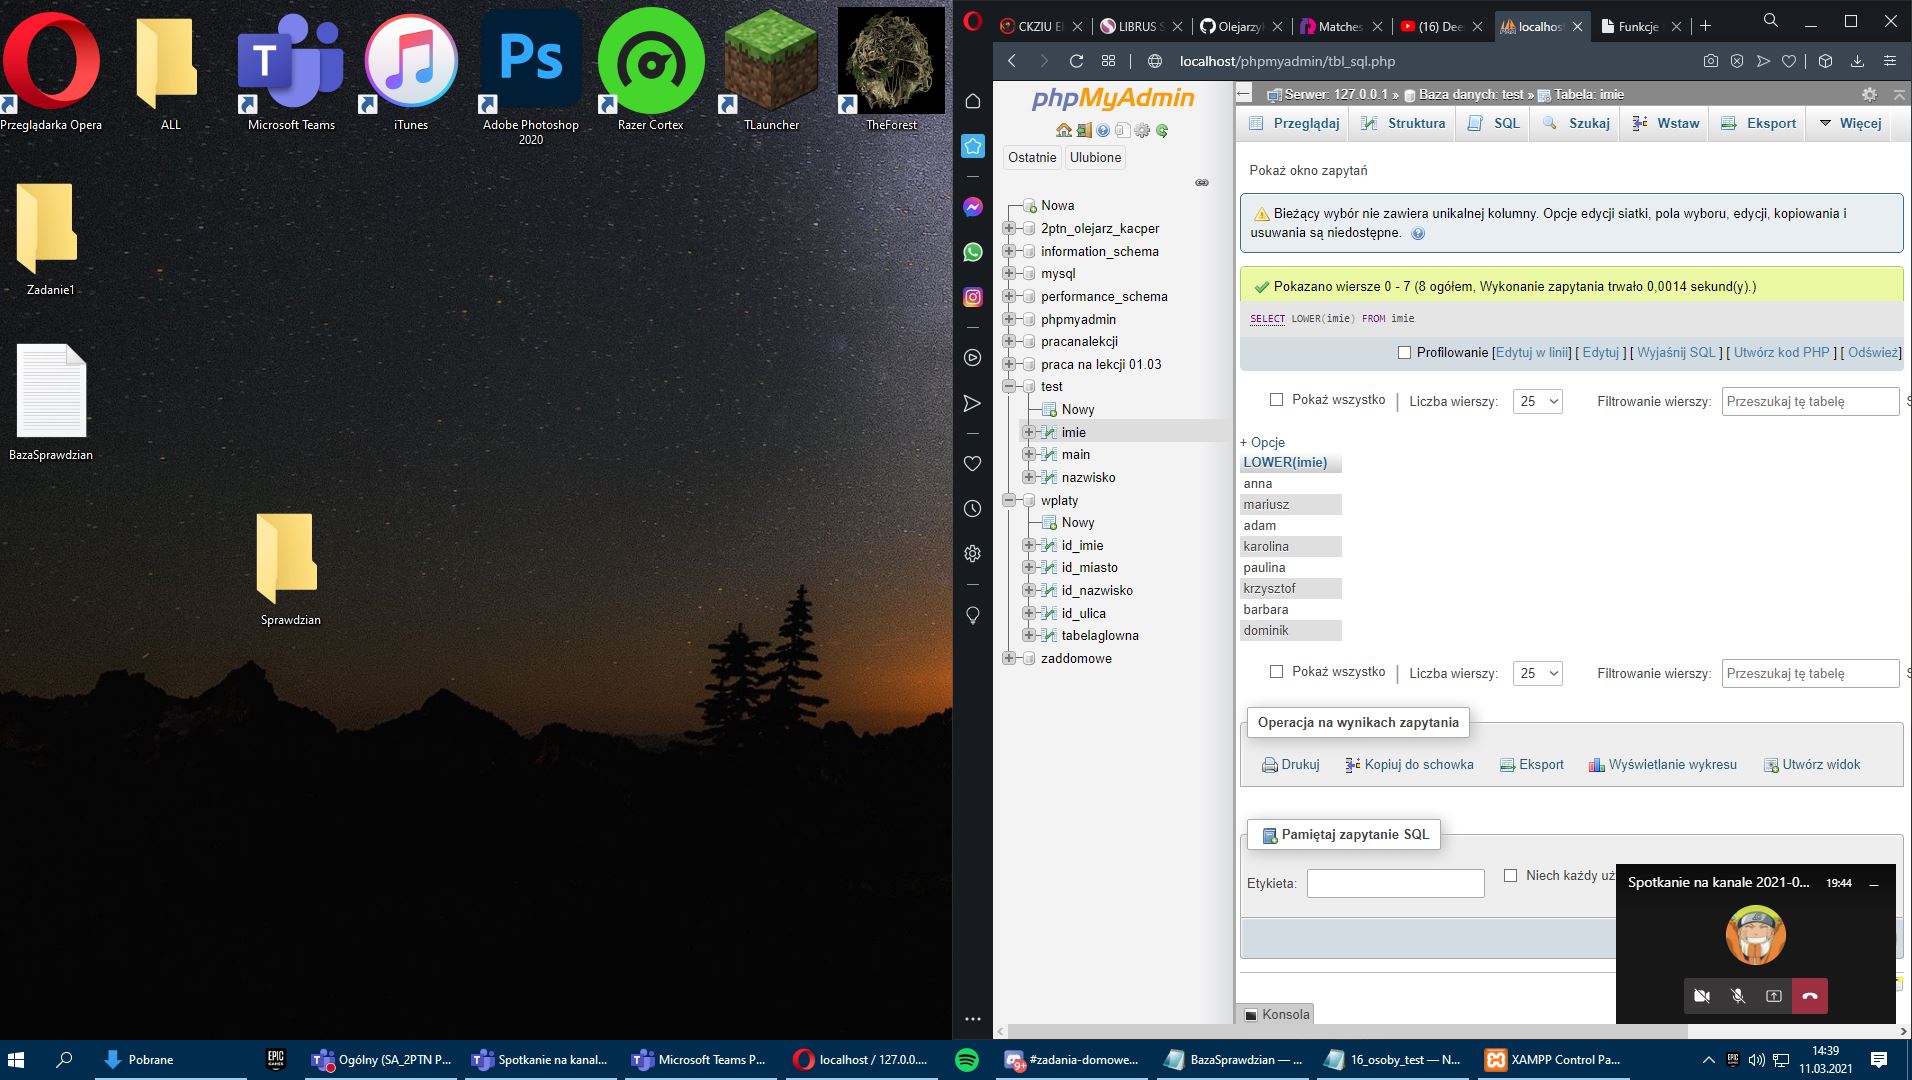 Przeglądarka Opera
ALL
Microsoft Teams
iTunes
Ps
Adobe Photoshop 2020
Razer Cortex
TLauncher
TheForest
Zadanie1
BazaSprawdzian
Sprawdzian
CKZIU El
LIBRUS S
Olejarzyk
Matches
(16) Dee
localhos
Funkcje
localhost/phpmyadmin/tbl_sql.php
phpMyAdmin
Ostatnie Ulubione
Nowa
2ptn_olejarz_kacper
information_schema
mysql
performance_schema
phpmyadmin
pracanalekcji
praca na lekcji 01.03
test
Nowy
imie
main
nazwisko
wplaty
Nowy
id_imie
id_miasto
id_nazwisko
id_ulica
tabelaglowna
zaddomowe
Serwer: 127.0.0.1 » Baza danych: test » Tabela: imie
Przeglądaj Struktura SQL Szukaj Wstaw Eksport Więcej
Pokaż okno zapytań
Bieżący wybór nie zawiera unikalnej kolumny. Opcje edycji siatki, pola wyboru, edycji, kopiowania i
usuwania są niedostępne.
Pokazano wiersze 0 - 7 (8 ogółem, Wykonanie zapytania trwało 0,0014 sekund(y).)
SELECT LOWER(imie) FROM imie
Profilowanie [Edytuj w linii] [ Edytuj ] [ Wyjaśnij SQL ] [ Utwórz kod PHP ] [ Odśwież]
Pokaż wszystko | Liczba wierszy: 25 Filtrowanie wierszy: Przeszukaj tę tabelę
+ Opcje
LOWER(imie)
anna
mariusz
adam
karolina
paulina
krzysztof
barbara
dominik
Pokaż wszystko | Liczba wierszy: 25 Filtrowanie wierszy: Przeszukaj tę tabelę
Operacja na wynikach zapytania
Drukuj Kopiuj do schowka Eksport Wyświetlanie wykresu Utwórz widok
Pamiętaj zapytanie SQL
Etykieta: Niech każdy uż
Konsola
Spotkanie na kanale 2021-0... 19:44
Pobrane
EPIC GAMES
Ogólny (SA_2PTN P...
Spotkanie na kanal...
Microsoft Teams P...
localhost / 127.0.0....
#zadania-domowe...
9+
BazaSprawdzian — ...
16_osoby_test — N...
XAMPP Control Pa...
14:39
11.03.2021